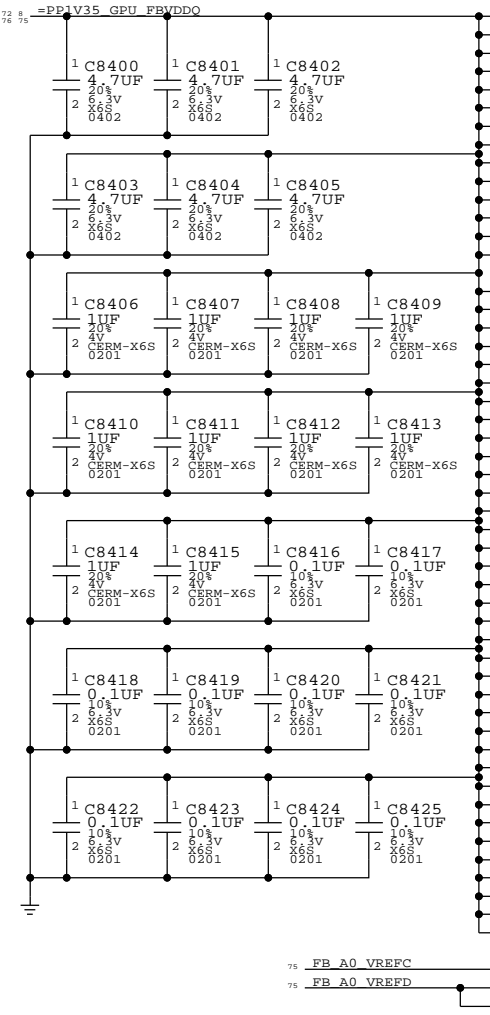 72 8 =PP1V35_GPU_FBVDDQ
76 75
1 C8400 1 C8401 1 C8402
4.7UF 4.7UF 4.7UF
20% 20% 20%
2 6.3V 2 6.3V 2 6.3V
X6S X6S X6S
0402 0402 0402
1 C8403 1 C8404 1 C8405
4.7UF 4.7UF 4.7UF
20% 20% 20%
2 6.3V 2 6.3V 2 6.3V
X6S X6S X6S
0402 0402 0402
1 C8406 1 C8407 1 C8408 1 C8409
1UF 1UF 1UF 1UF
20% 20% 20% 20%
2 4V 2 4V 2 4V 2 4V
CERM-X6S CERM-X6S CERM-X6S CERM-X6S
0201 0201 0201 0201
1 C8410 1 C8411 1 C8412 1 C8413
1UF 1UF 1UF 1UF
20% 20% 20% 20%
2 4V 2 4V 2 4V 2 4V
CERM-X6S CERM-X6S CERM-X6S CERM-X6S
0201 0201 0201 0201
1 C8414 1 C8415 1 C8416 1 C8417
1UF 1UF 0.1UF 0.1UF
20% 20% 10% 10%
2 4V 2 4V 2 6.3V 2 6.3V
CERM-X6S CERM-X6S X6S X6S
0201 0201 0201 0201
1 C8418 1 C8419 1 C8420 1 C8421
0.1UF 0.1UF 0.1UF 0.1UF
10% 10% 10% 10%
2 6.3V 2 6.3V 2 6.3V 2 6.3V
X6S X6S X6S X6S
0201 0201 0201 0201
1 C8422 1 C8423 1 C8424 1 C8425
0.1UF 0.1UF 0.1UF 0.1UF
10% 10% 10% 10%
2 6.3V 2 6.3V 2 6.3V 2 6.3V
X6S X6S X6S X6S
0201 0201 0201 0201
75 FB_A0_VREFC
75 FB_A0_VREFD